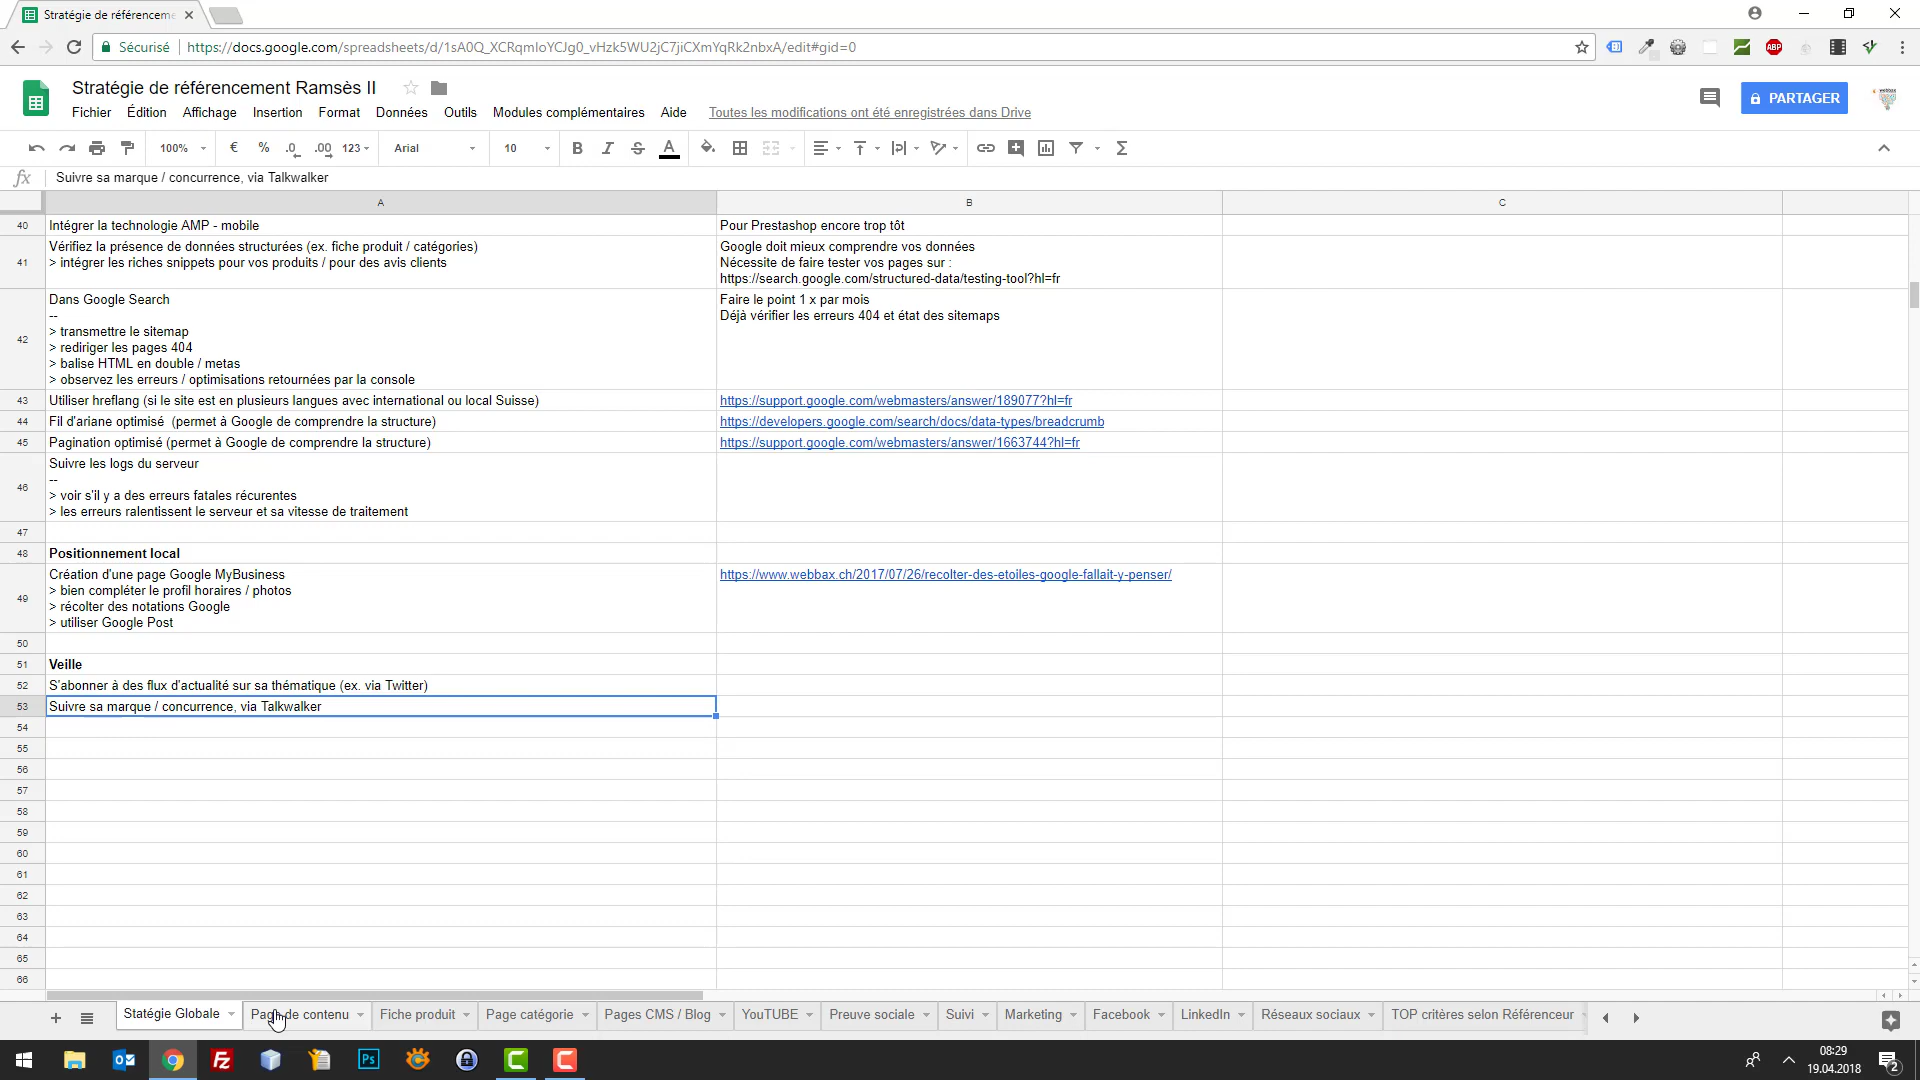 Stratégie de référenceme
Sécurisé
https://docs.google.com/spreadsheets/d/1sA0Q_XCRqmIoYCJg0_vHzk5WU2jC7jiCXmYqRk2nbxA/edit#gid=0
ABP
Stratégie de référencement Ramsès II
PARTAGER
Fichier Édition Affichage Insertion Format Données Outils Modules complémentaires Aide Toutes les modifications ont été enregistrées dans Drive
100% € % .0 .00 123 Arial 10 B I S A
fx Suivre sa marque / concurrence, via Talkwalker
A B C
40 Intégrer la technologie AMP - mobile Pour Prestashop encore trop tôt
41 Vérifiez la présence de données structurées (ex. fiche produit / catégories)
> intégrer les riches snippets pour vos produits / pour des avis clients
Google doit mieux comprendre vos données
Nécessite de faire tester vos pages sur :
https://search.google.com/structured-data/testing-tool?hl=fr
42 Dans Google Search
--
> transmettre le sitemap
> rediriger les pages 404
> balise HTML en double / metas
> observez les erreurs / optimisations retournées par la console
Faire le point 1 x par mois
Déjà vérifier les erreurs 404 et état des sitemaps
43 Utiliser hreflang (si le site est en plusieurs langues avec international ou local Suisse) https://support.google.com/webmasters/answer/189077?hl=fr
44 Fil d'ariane optimisé (permet à Google de comprendre la structure) https://developers.google.com/search/docs/data-types/breadcrumb
45 Pagination optimisé (permet à Google de comprendre la structure) https://support.google.com/webmasters/answer/1663744?hl=fr
46 Suivre les logs du serveur
--
> voir s'il y a des erreurs fatales récurentes
> les erreurs ralentissent le serveur et sa vitesse de traitement
47
48 Positionnement local
49 Création d'une page Google MyBusiness
> bien compléter le profil horaires / photos
> récolter des notations Google
> utiliser Google Post
https://www.webbax.ch/2017/07/26/recolter-des-etoiles-google-fallait-y-penser/
50
51 Veille
52 S'abonner à des flux d'actualité sur sa thématique (ex. via Twitter)
53 Suivre sa marque / concurrence, via Talkwalker
54
55
56
57
58
59
60
61
62
63
64
65
66
Statégie Globale Page de contenu Fiche produit Page catégorie Pages CMS / Blog YouTUBE Preuve sociale Suivi Marketing Facebook LinkedIn Réseaux sociaux TOP critères selon Référenceur
Fz Ps C C
08:29
19.04.2018
2